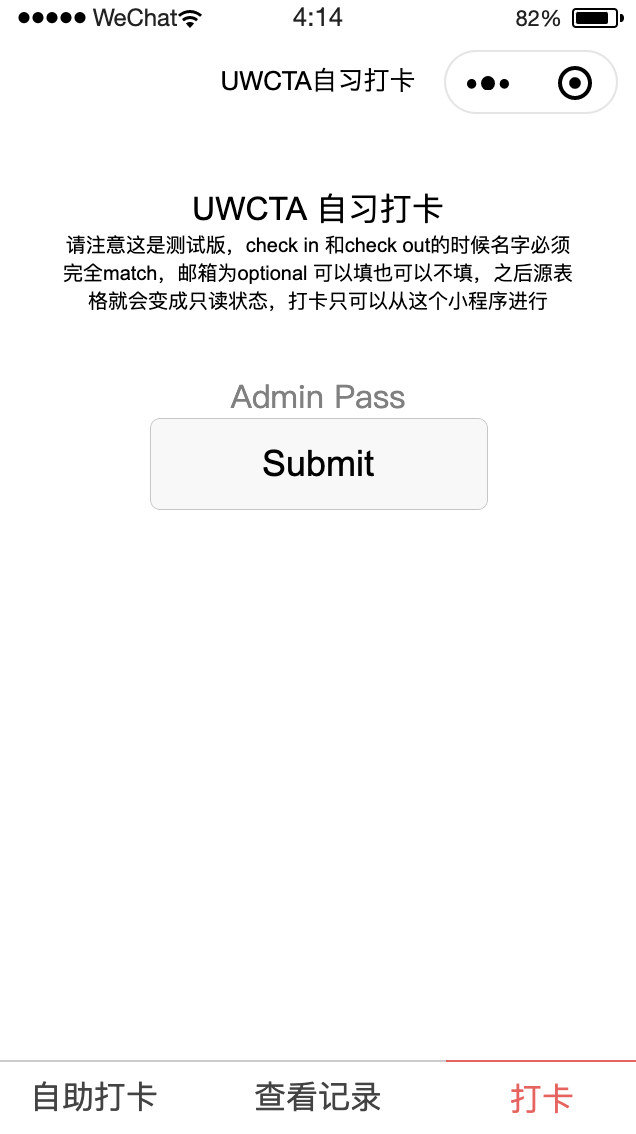 WeChat 4:14 82%
UWCTA自习打卡
UWCTA 自习打卡
请注意这是测试版，check in 和check out的时候名字必须
完全match，邮箱为optional 可以填也可以不填，之后源表
格就会变成只读状态，打卡只可以从这个小程序进行
Admin Pass
Submit
自助打卡 查看记录 打卡